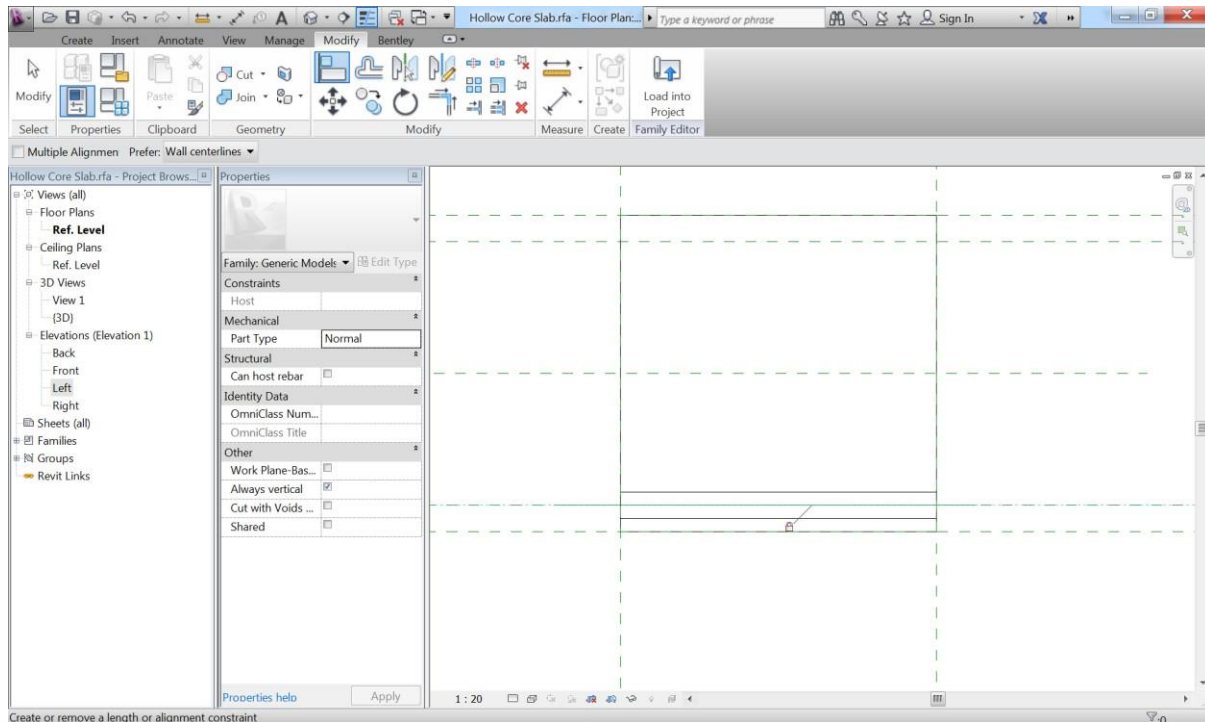 Hollow Core Slab.rfa - Floor Plan:... Type a keyword or phrase Sign In
Create Insert Annotate View Manage Modify Bentley
Modify Paste Cut Join Load into Project
Select Properties Clipboard Geometry Modify Measure Create Family Editor
Multiple Alignmen Prefer: Wall centerlines
Hollow Core Slab.rfa - Project Brows...
Views (all)
Floor Plans
Ref. Level
Ceiling Plans
Ref. Level
3D Views
View 1
{3D}
Elevations (Elevation 1)
Back
Front
Left
Right
Sheets (all)
Families
Groups
Revit Links
Properties
Family: Generic Models Edit Type
Constraints
Host
Mechanical
Part Type Normal
Structural
Can host rebar
Identity Data
OmniClass Num...
OmniClass Title
Other
Work Plane-Bas...
Always vertical
Cut with Voids ...
Shared
Properties help Apply
1 : 20
Create or remove a length or alignment constraint
:0